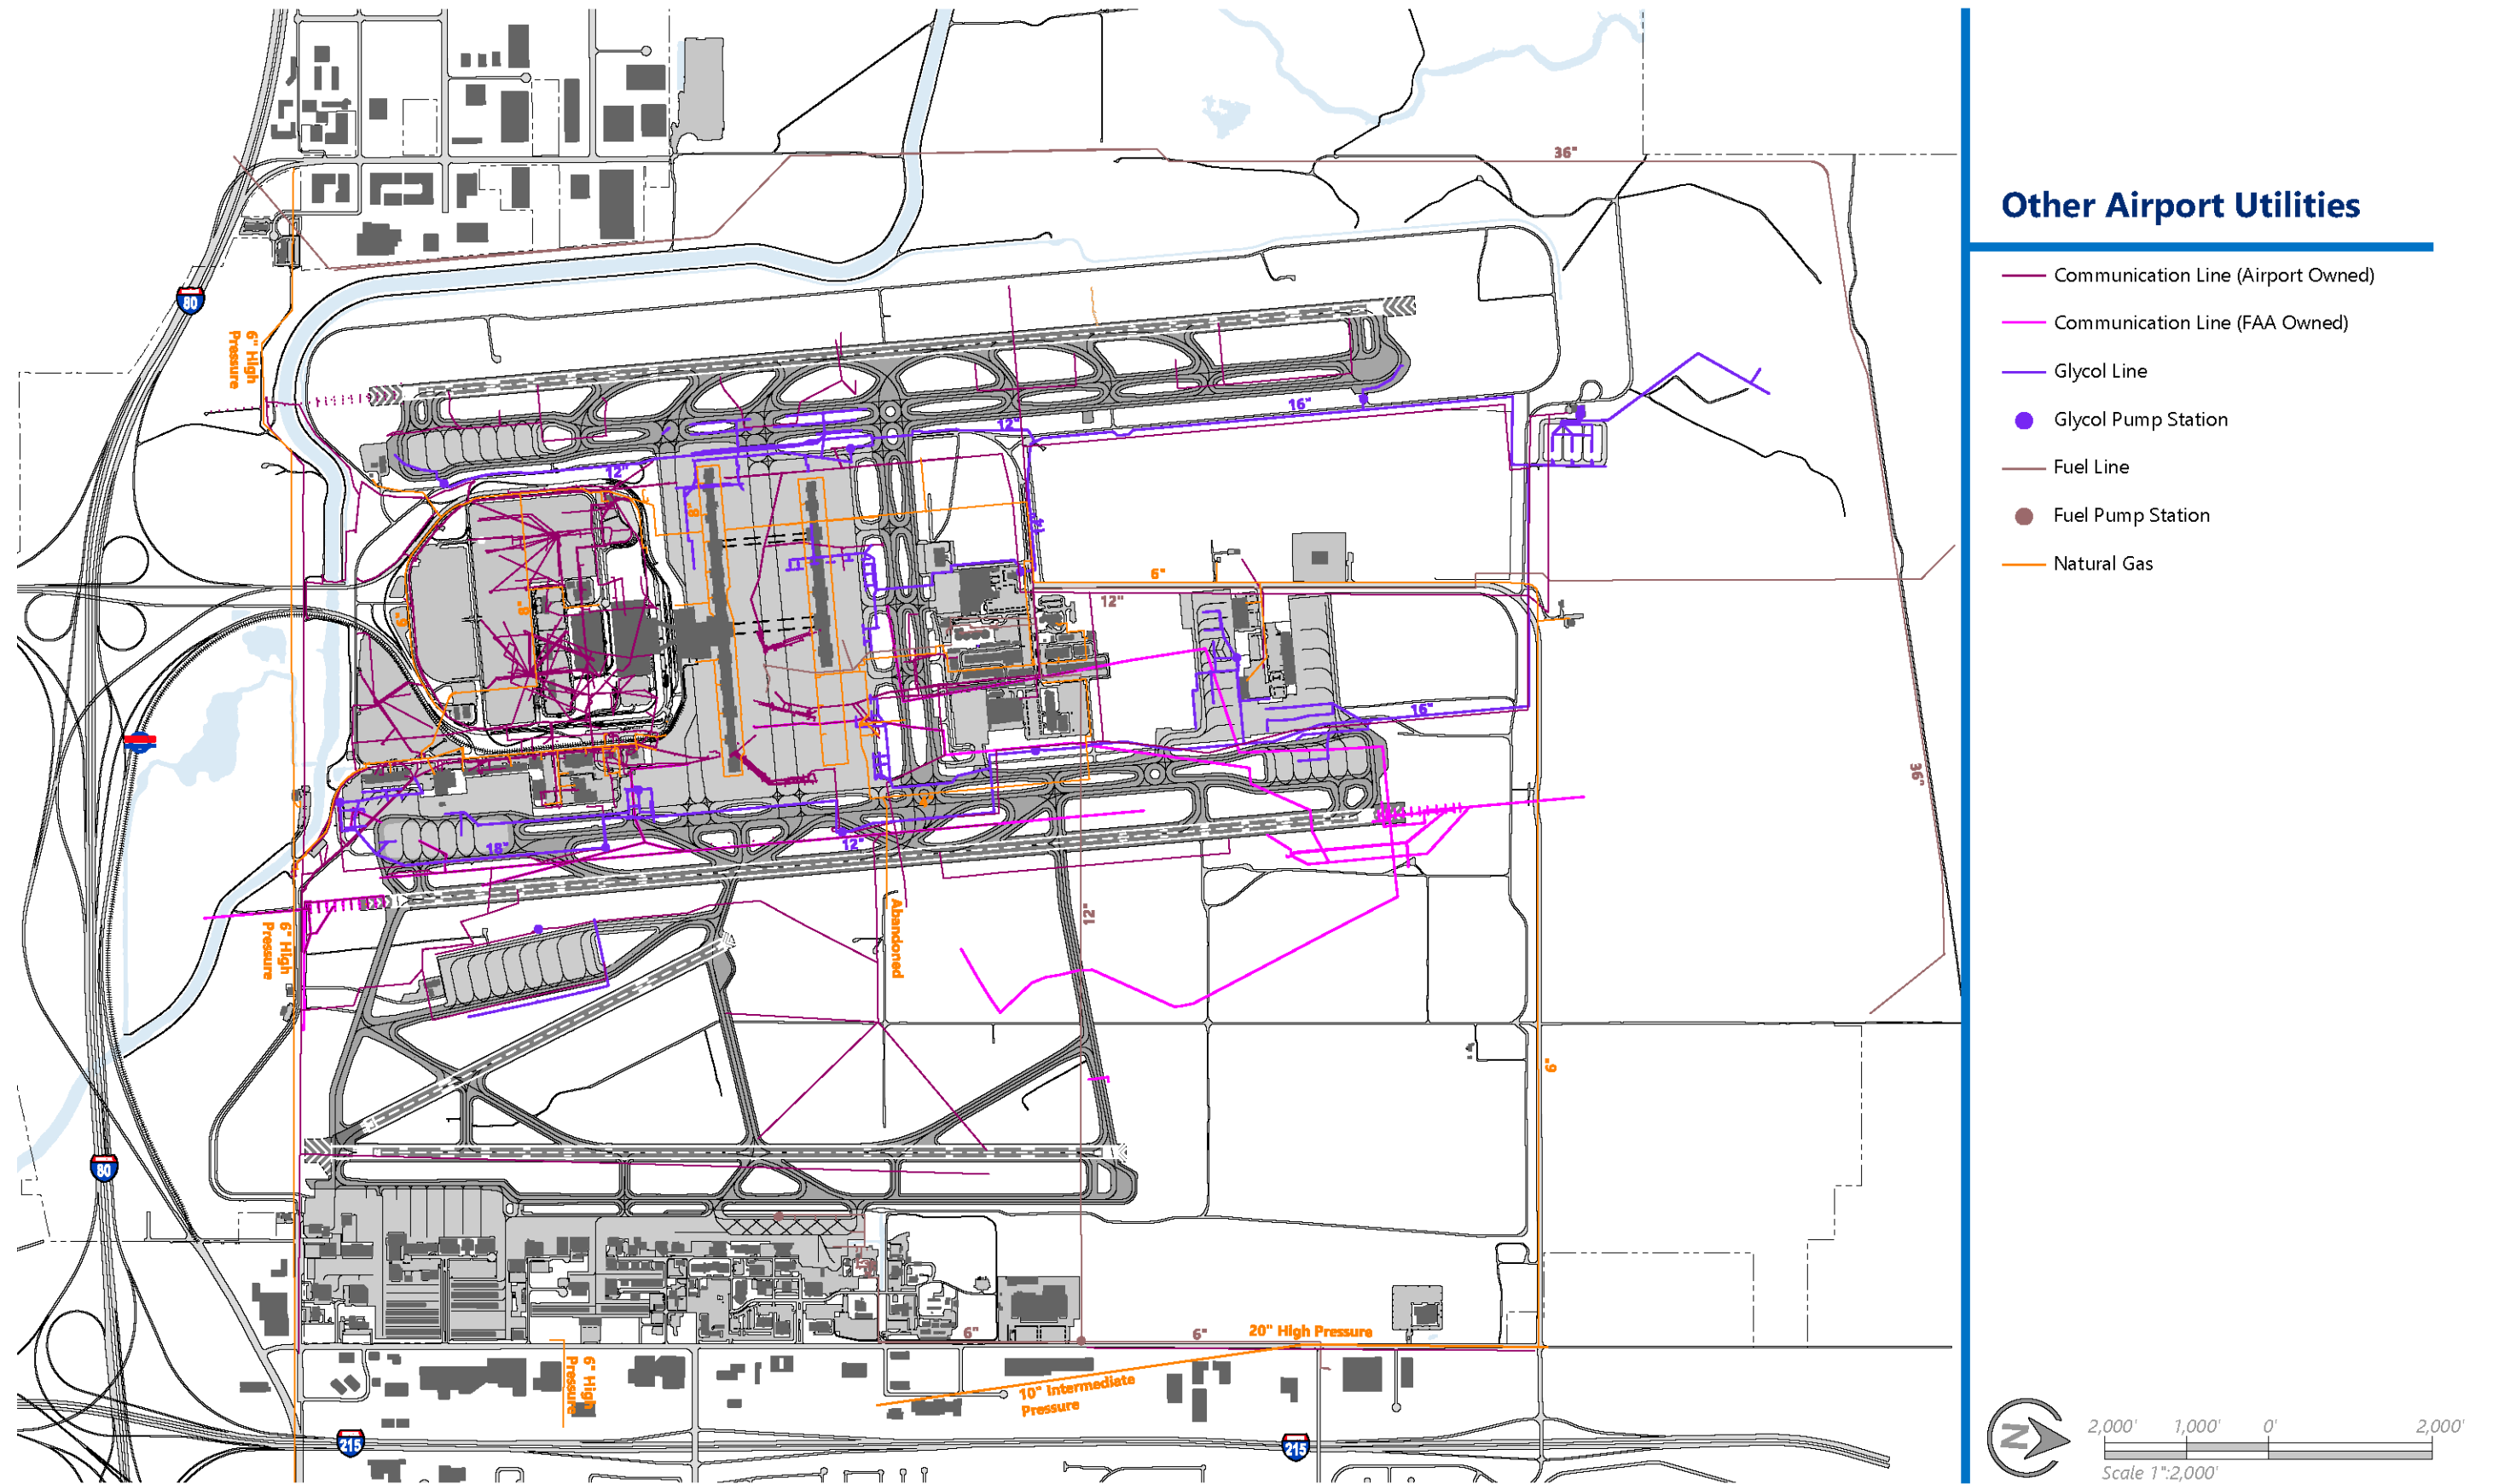 36"
Other Airport Utilities
Communication Line (Airport Owned)
Communication Line (FAA Owned)
Glycol Line
Glycol Pump Station
Fuel Line
Fuel Pump Station
Natural Gas
80
6" High
Pressure
16"
12"
12"
8"
6"
12"
8"
6"
16"
36"
18"
12"
Abandoned
12"
6" High
Pressure
6"
80
6"
6"
20" High Pressure
10" Intermediate
Pressure
6" High
Pressure
215
215
N
2,000' 1,000' 0' 2,000'
Scale 1":2,000'